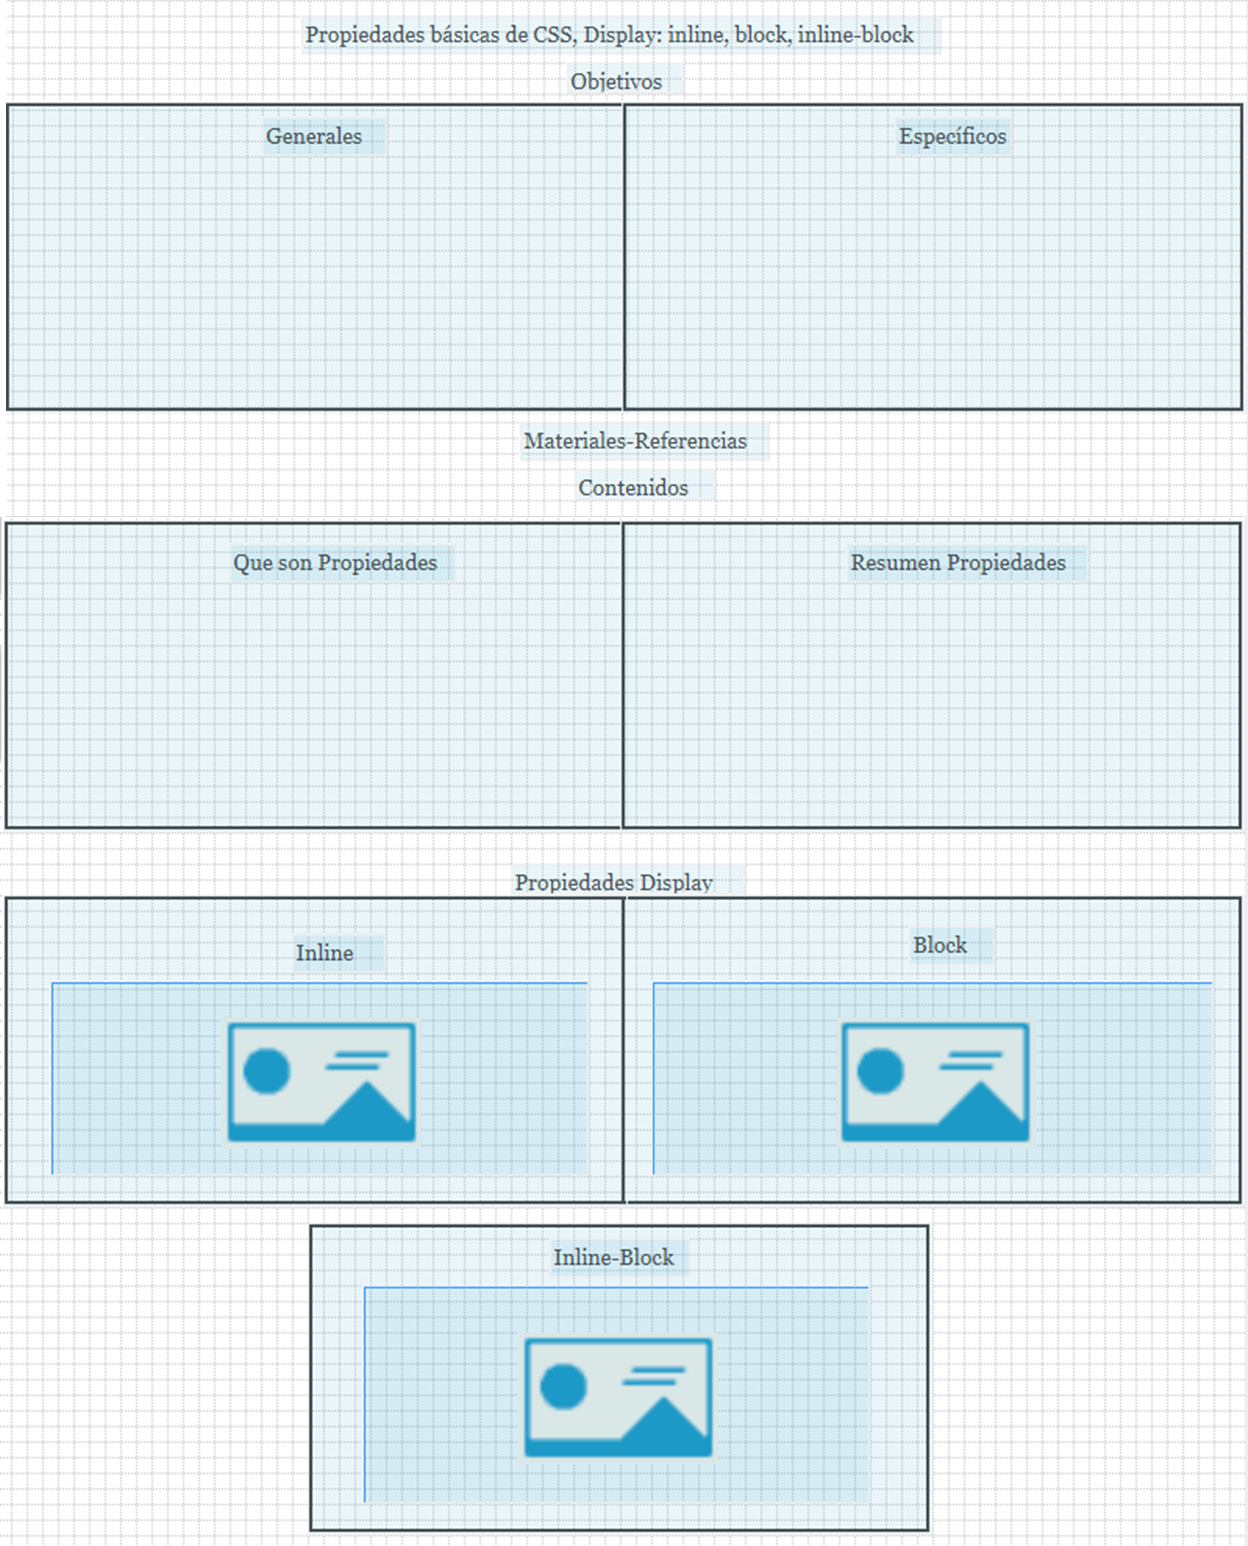 Propiedades básicas de CSS, Display: inline, block, inline-block
Objetivos
Generales
Específicos
Materiales-Referencias
Contenidos
Que son Propiedades
Resumen Propiedades
Propiedades Display
Inline
Block
Inline-Block